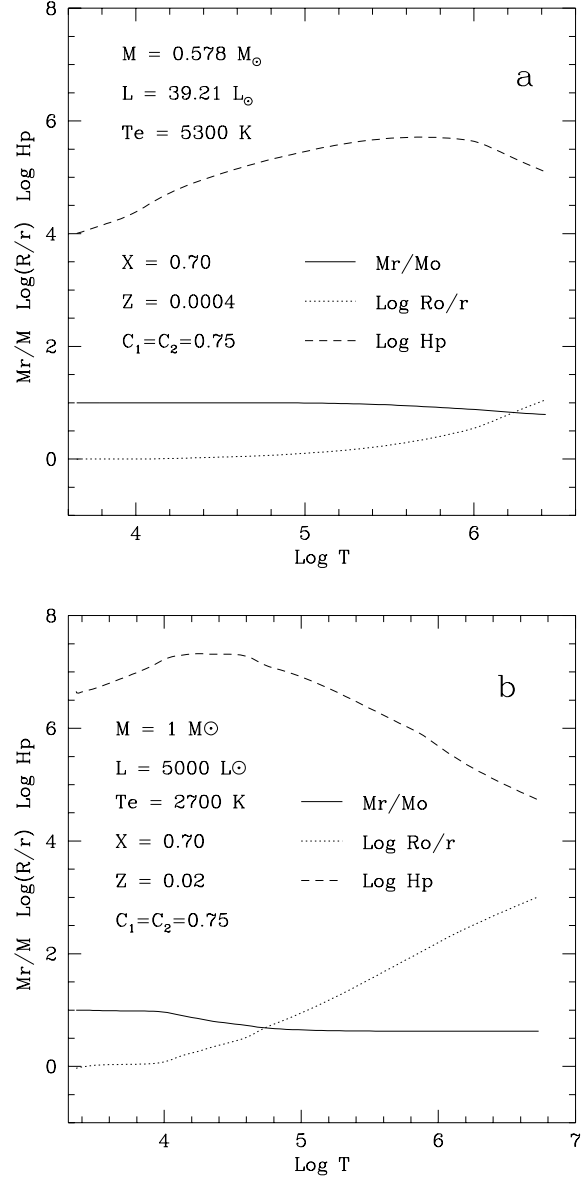 8
6
4
2
0
Mr/M Log(R/r) Log Hp
M = 0.578 M☉
L = 39.21 L☉
Te = 5300 K
a
X = 0.70
Z = 0.0004
C₁=C₂=0.75
Mr/Mo
Log Ro/r
Log Hp
4 5 6
Log T
8
6
4
2
0
Mr/M Log(R/r) Log Hp
b
M = 1 M☉
L = 5000 L☉
Te = 2700 K
X = 0.70
Z = 0.02
C₁=C₂=0.75
Mr/Mo
Log Ro/r
Log Hp
4 5 6 7
Log T